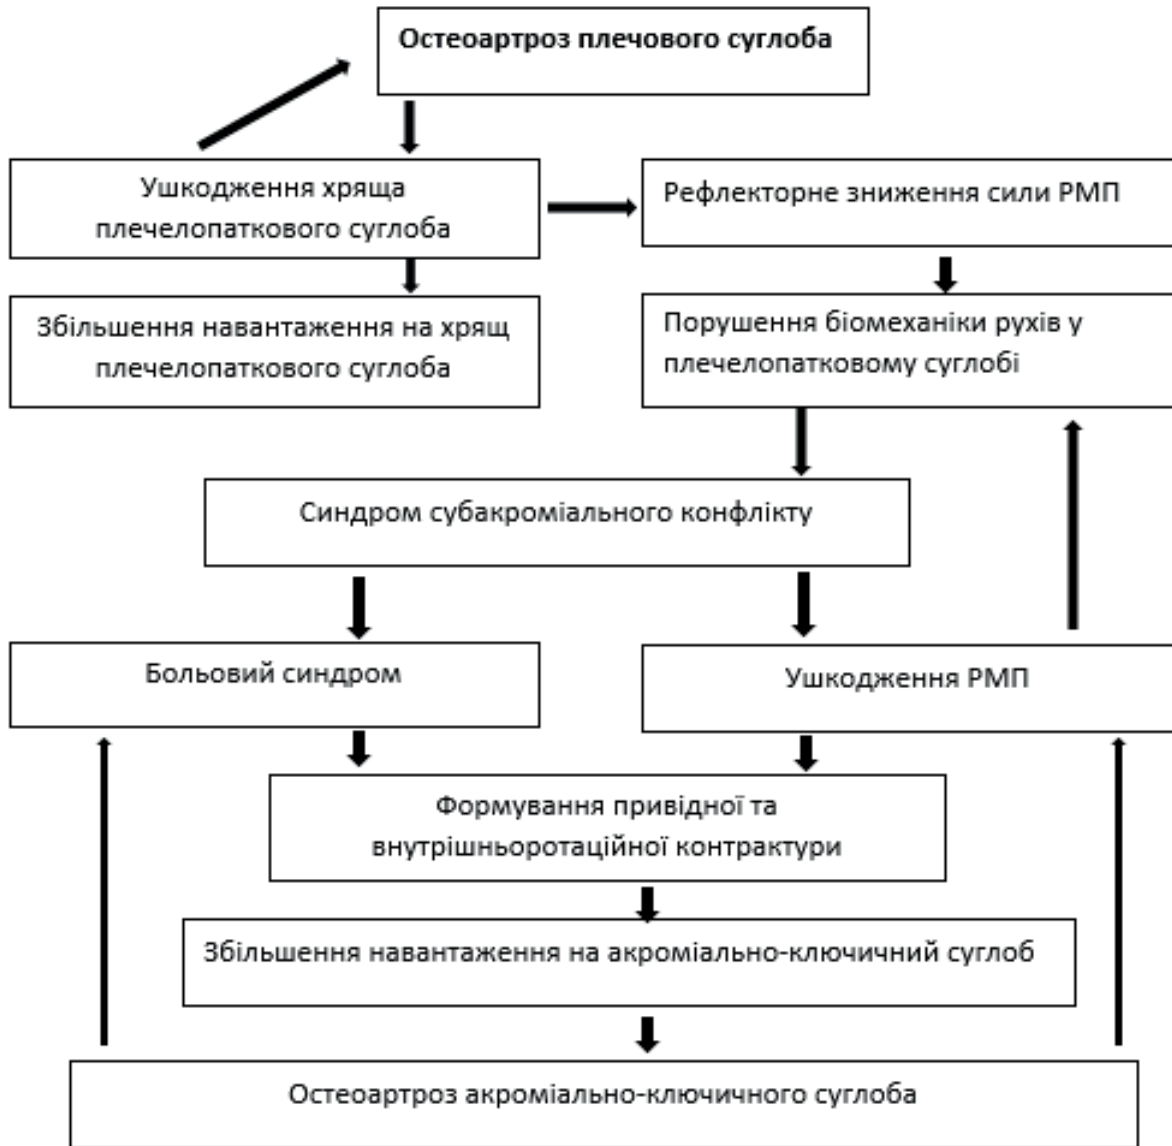 Остеоартроз плечового суглоба
Ушкодження хряща
плечелопаткового суглоба
Рефлекторне зниження сили РМП
Збільшення навантаження на хрящ
плечелопаткового суглоба
Порушення біомеханіки рухів у
плечелопатковому суглобі
Синдром субакроміального конфлікту
Больовий синдром
Ушкодження РМП
Формування привідної та
внутрішньоротаційної контрактури
Збільшення навантаження на акроміально-ключичний суглоб
Остеоартроз акроміально-ключичного суглоба